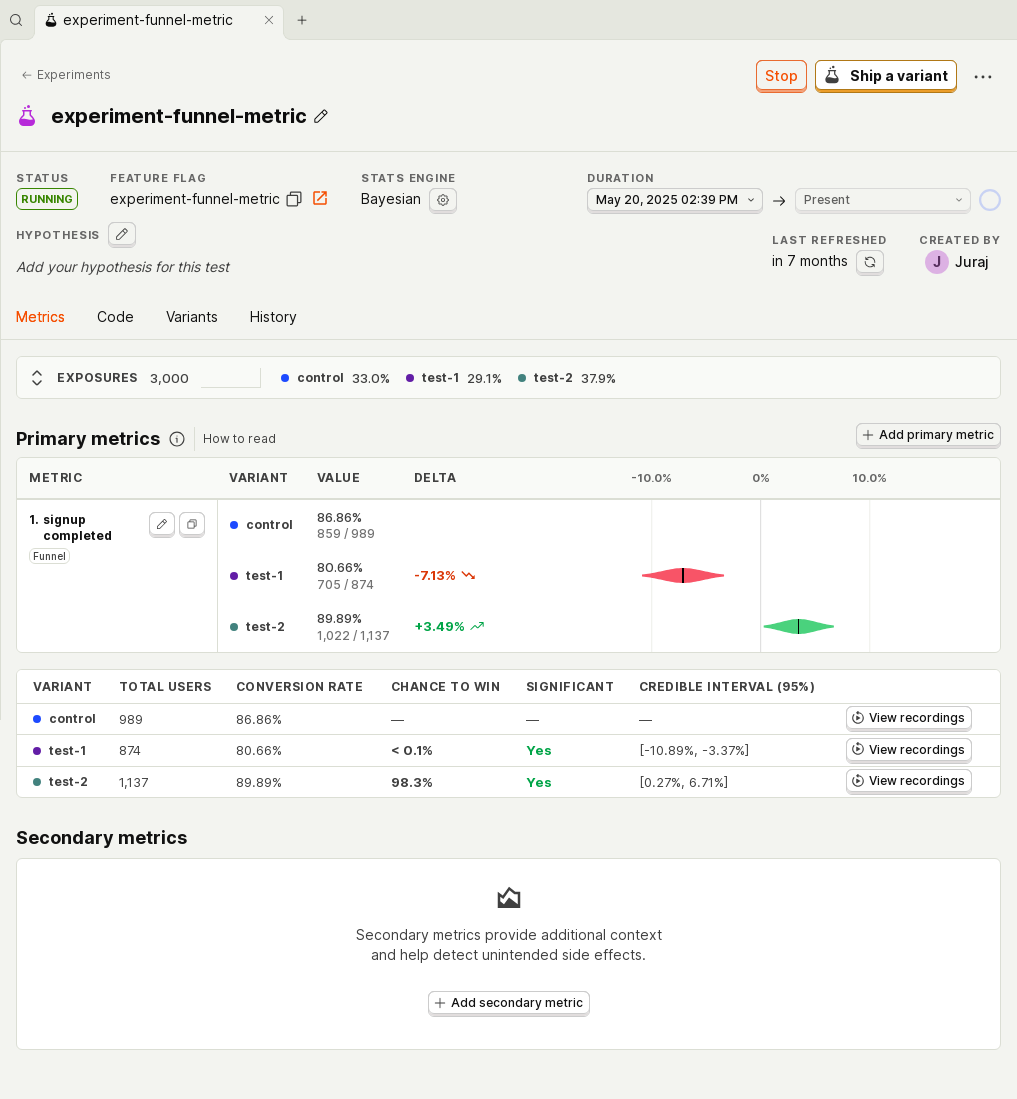 experiment-funnel-metric
← Experiments
Stop
Ship a variant
experiment-funnel-metric
STATUS
FEATURE FLAG
STATS ENGINE
DURATION
RUNNING
experiment-funnel-metric
Bayesian
May 20, 2025 02:39 PM
→
Present
HYPOTHESIS
LAST REFRESHED
CREATED BY
Add your hypothesis for this test
in 7 months
J Juraj
Metrics
Code
Variants
History
EXPOSURES 3,000 control 33.0% test-1 29.1% test-2 37.9%
Primary metrics
How to read
+ Add primary metric
METRIC VARIANT VALUE DELTA -10.0% 0% 10.0%
1. signup
completed
Funnel
control
86.86%
859 / 989
test-1
80.66%
705 / 874
-7.13%
test-2
89.89%
1,022 / 1,137
+3.49%
VARIANT TOTAL USERS CONVERSION RATE CHANCE TO WIN SIGNIFICANT CREDIBLE INTERVAL (95%)
control 989 86.86% — — — View recordings
test-1 874 80.66% < 0.1% Yes [-10.89%, -3.37%] View recordings
test-2 1,137 89.89% 98.3% Yes [0.27%, 6.71%] View recordings
Secondary metrics
Secondary metrics provide additional context
and help detect unintended side effects.
+ Add secondary metric